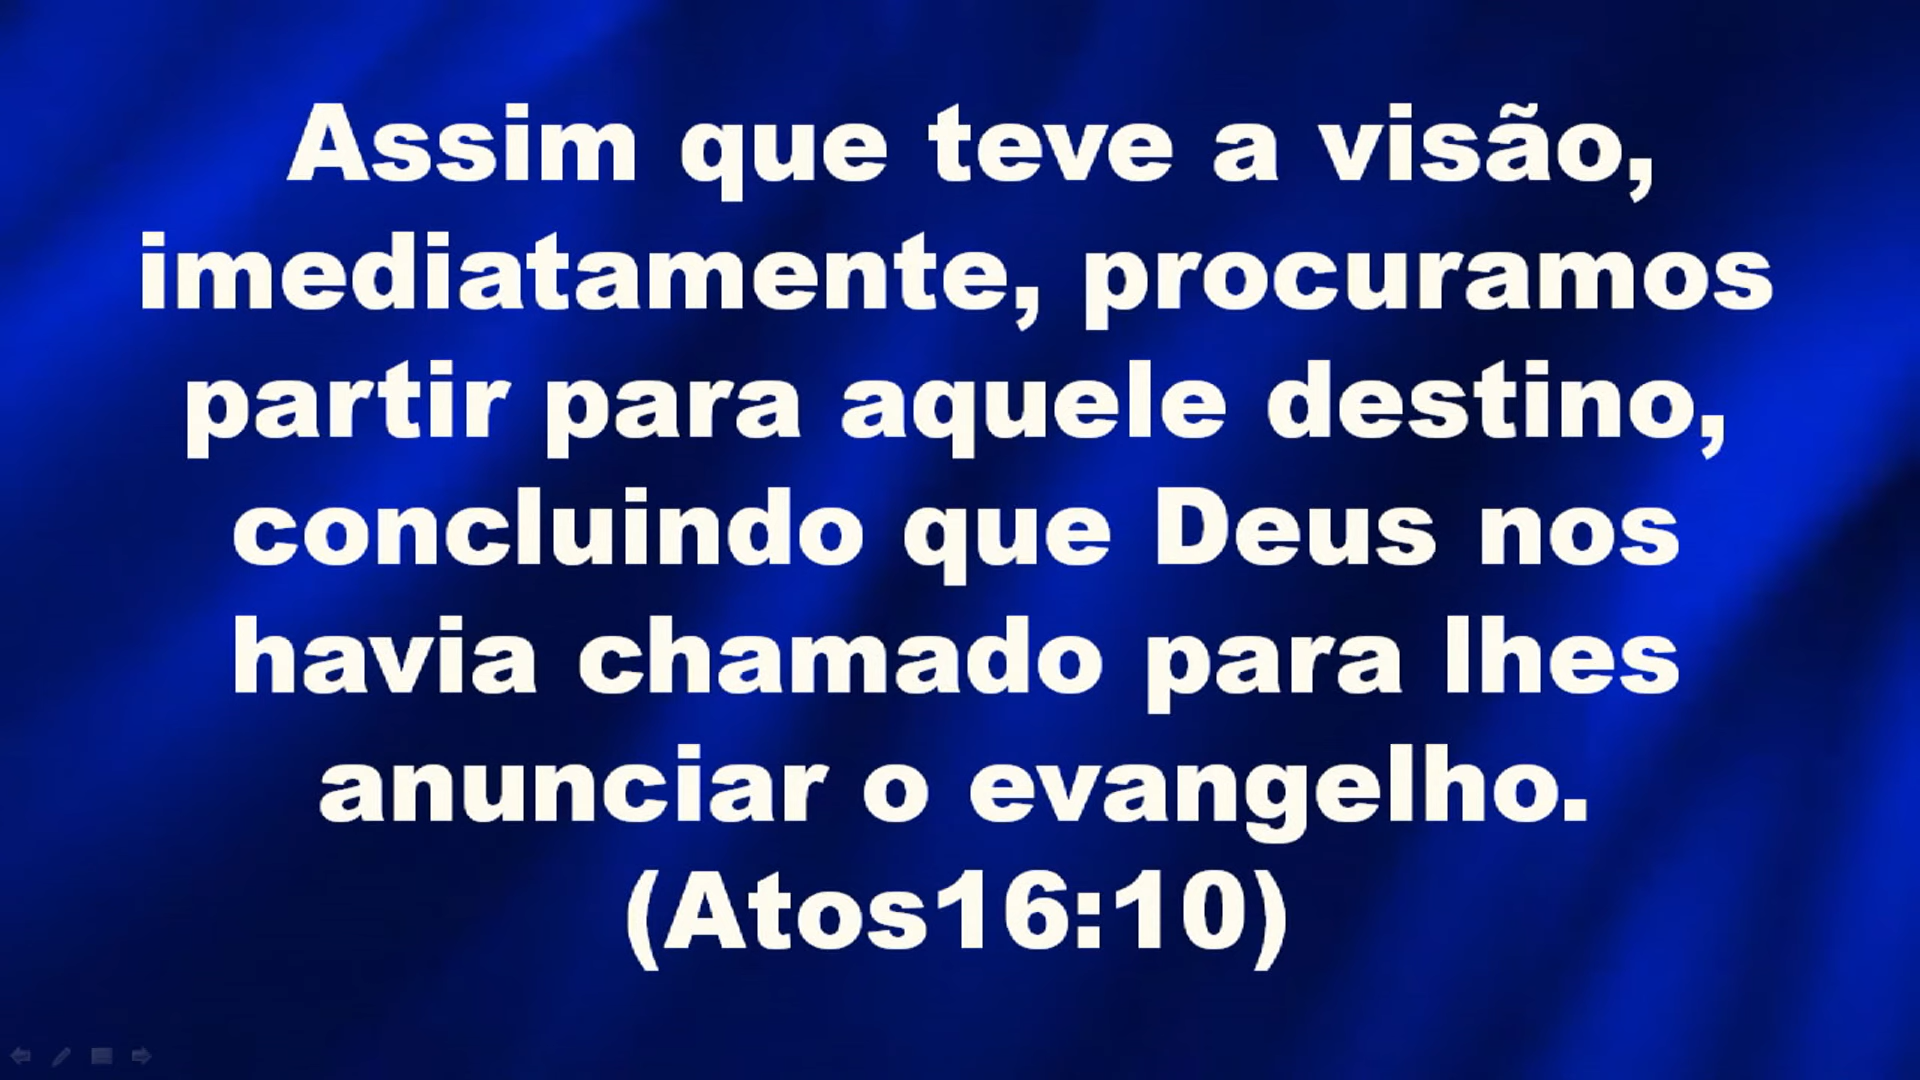 Assim que teve a visão,
imediatamente, procuramos
partir para aquele destino,
concluindo que Deus nos
havia chamado para lhes
anunciar o evangelho.
(Atos16:10)